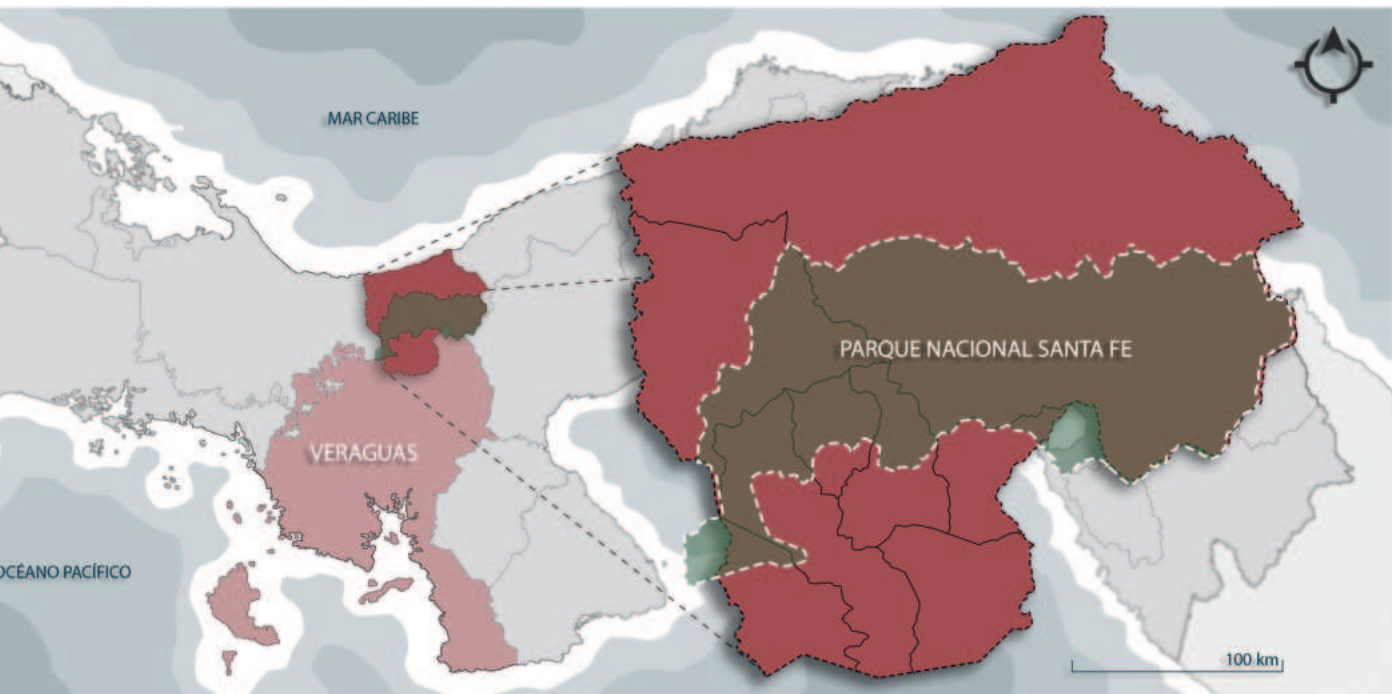 MAR CARIBE
PARQUE NACIONAL SANTA FE
VERAGUAS
OCÉANO PACÍFICO
100 km